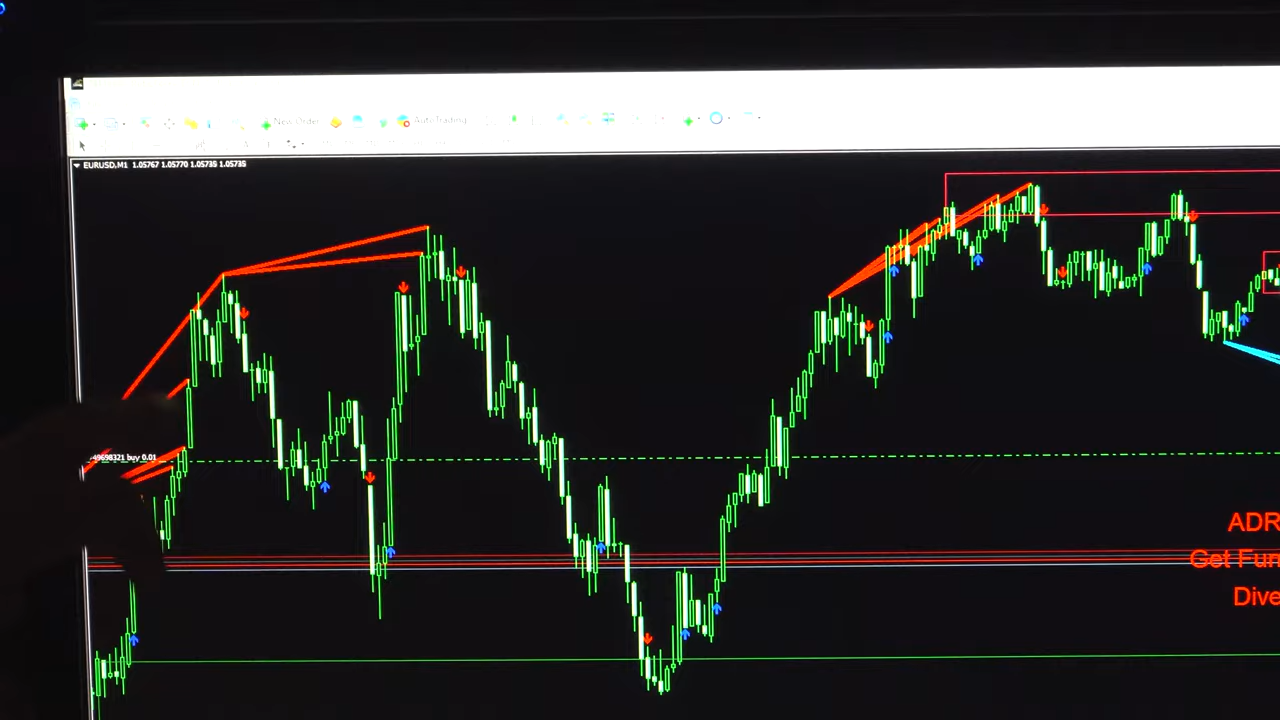 New Order
AutoTrading
EURUSD,M1 1.05767 1.05770 1.05735 1.05735
49698321 buy 0.01
ADR
Get Fun
Dive